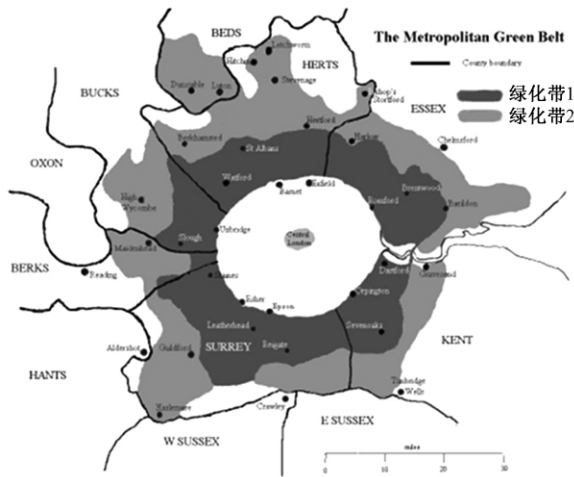 The Metropolitan Green Belt
County boundary
绿化带1
绿化带2
BEDS
HERTS
BUCKS
ESSEX
OXON
BERKS
HANTS
SURREY
KENT
W SUSSEX
E SUSSEX
Letchworth
Hitchin
Stevenage
Dunstable
Luton
Stortford
Hertford
Harlow
Chelmsford
Berkhamsted
St Albans
Watford
Barnet
Enfield
Brentwood
Romford
Basildon
High
Wycombe
Uxbridge
Central
London
Slough
Maidenhead
Reading
Staines
Dartford
Gravesend
Orpington
Esher
Epsom
Leatherhead
Sevenoaks
Reigate
Aldershot
Guildford
Haslemere
Crawley
Tunbridge
Wells
miles
0
10
20
30